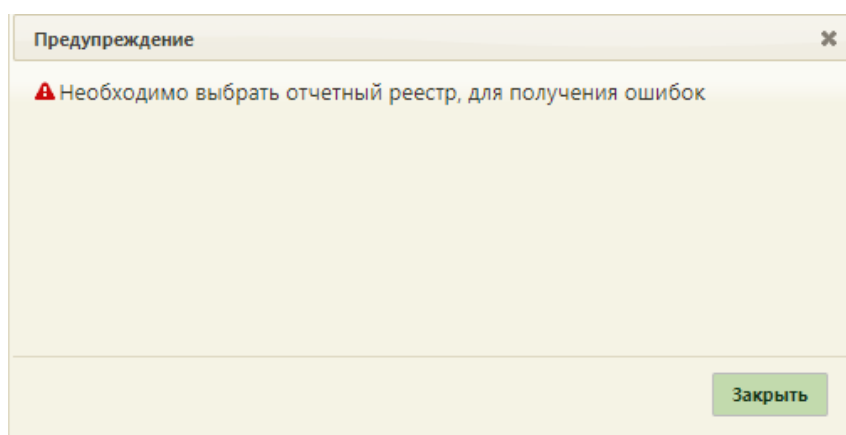 Предупреждение
Необходимо выбрать отчетный реестр, для получения ошибок
Закрыть